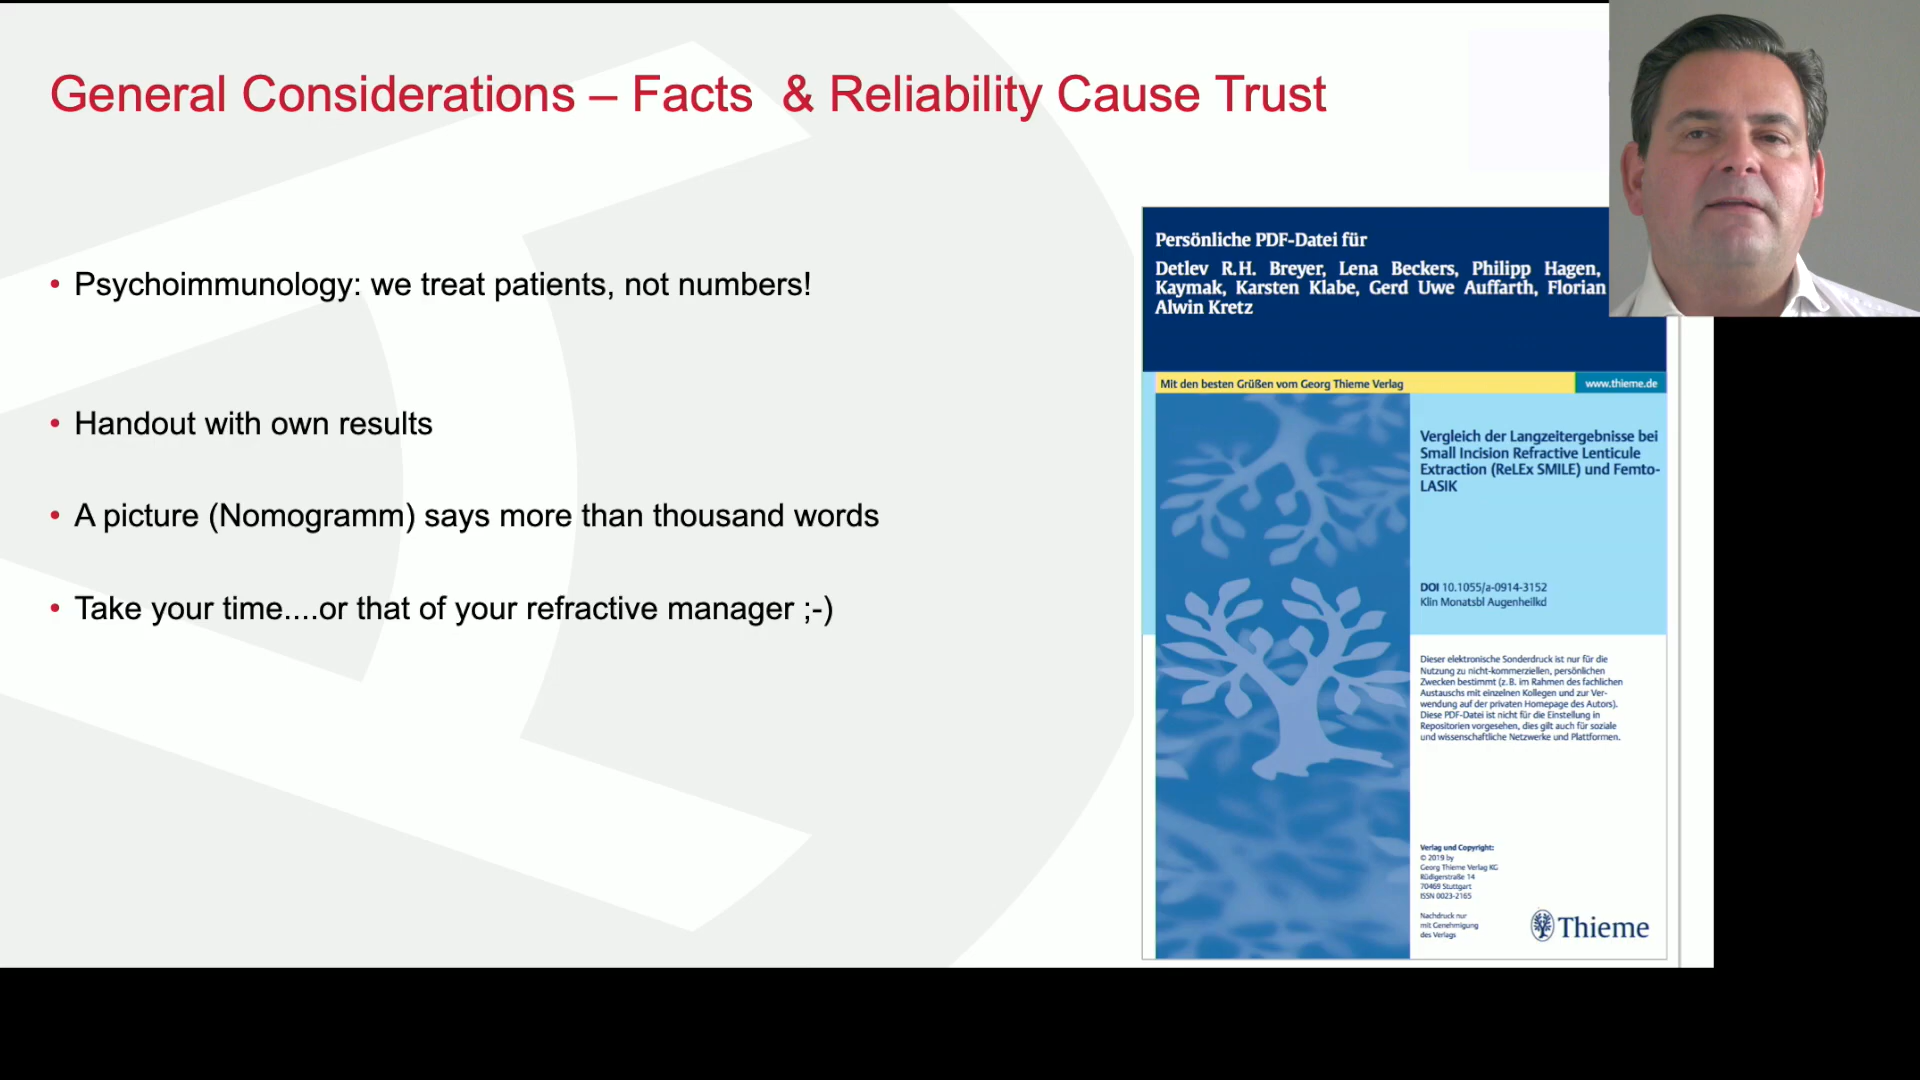 General Considerations – Facts & Reliability Cause Trust
• Psychoimmunology: we treat patients, not numbers!
• Handout with own results
• A picture (Nomogramm) says more than thousand words
• Take your time....or that of your refractive manager ;-)
Persönliche PDF-Datei für
Detlev R.H. Breyer, Lena Beckers, Philipp Hagen,
Kaymak, Karsten Klabe, Gerd Uwe Auffarth, Florian
Alwin Kretz
Mit den besten Grüßen vom Georg Thieme Verlag
www.thieme.de
Vergleich der Langzeitergebnisse bei
Small Incision Refractive Lenticule
Extraction (ReLEx SMILE) und Femto-
LASIK
DOI 10.1055/a-0914-3152
Klin Monatsbl Augenheilkd
Dieser elektronische Sonderdruck ist nur für die
Nutzung zu nicht-kommerziellen, persönlichen
Zwecken bestimmt (z. B. im Rahmen des fachlichen
Austauschs mit einzelnen Kollegen und zur Ver-
wendung auf der privaten Homepage des Autors).
Diese PDF-Datei ist nicht für die Einstellung in
Repositorien vorgesehen, dies gilt auch für soziale
und wissenschaftliche Netzwerke und Plattformen.
Verlag und Copyright:
© 2019 by
Georg Thieme Verlag KG
Rüdigerstraße 14
70469 Stuttgart
ISSN 0023-2165
Nachdruck nur
mit Genehmigung
des Verlags
Thieme